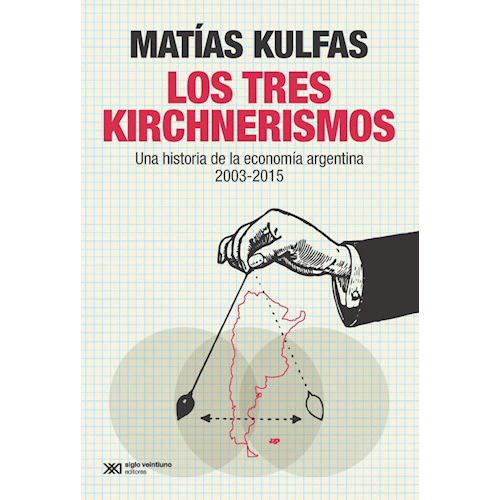 MATÍAS KULFAS
LOS TRES
KIRCHNERISMOS
Una historia de la economía argentina
2003-2015
siglo veintiuno
editores